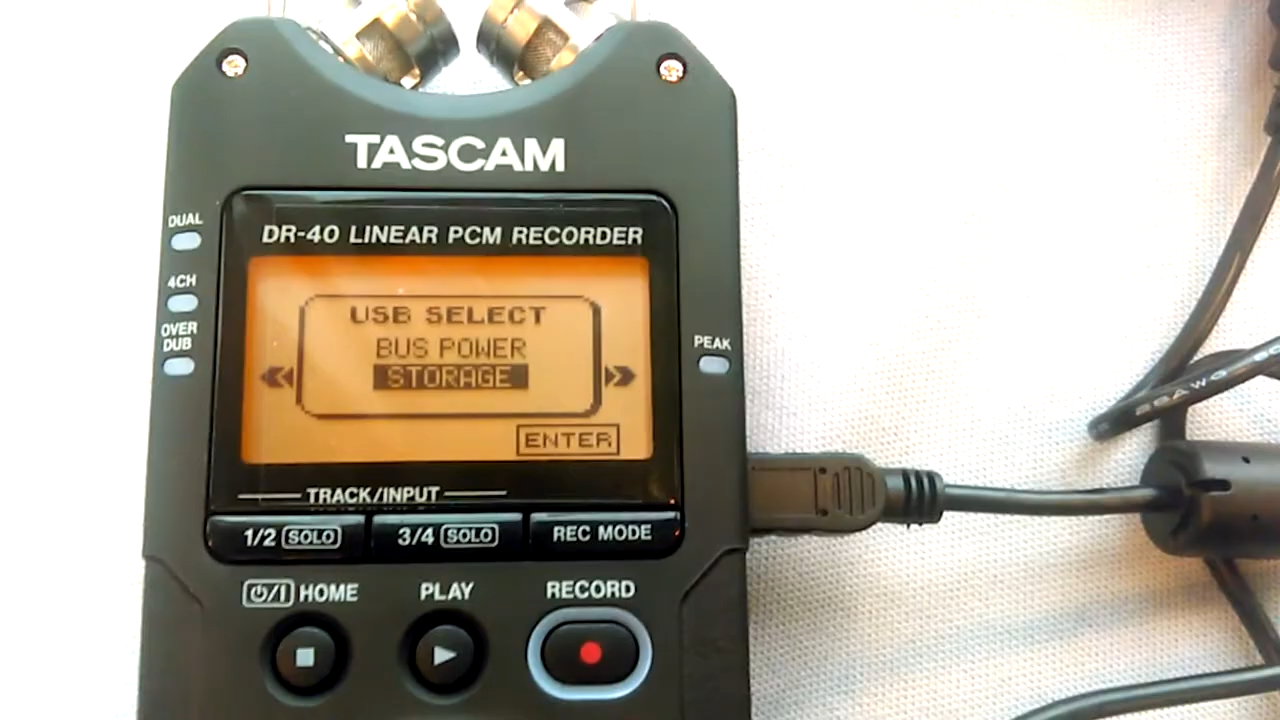 TASCAM
DR-40 LINEAR PCM RECORDER
DUAL
4CH
OVER
DUB
PEAK
USB SELECT
BUS POWER
STORAGE
ENTER
TRACK/INPUT
1/2 SOLO
3/4 SOLO
REC MODE
HOME
PLAY
RECORD
AWG